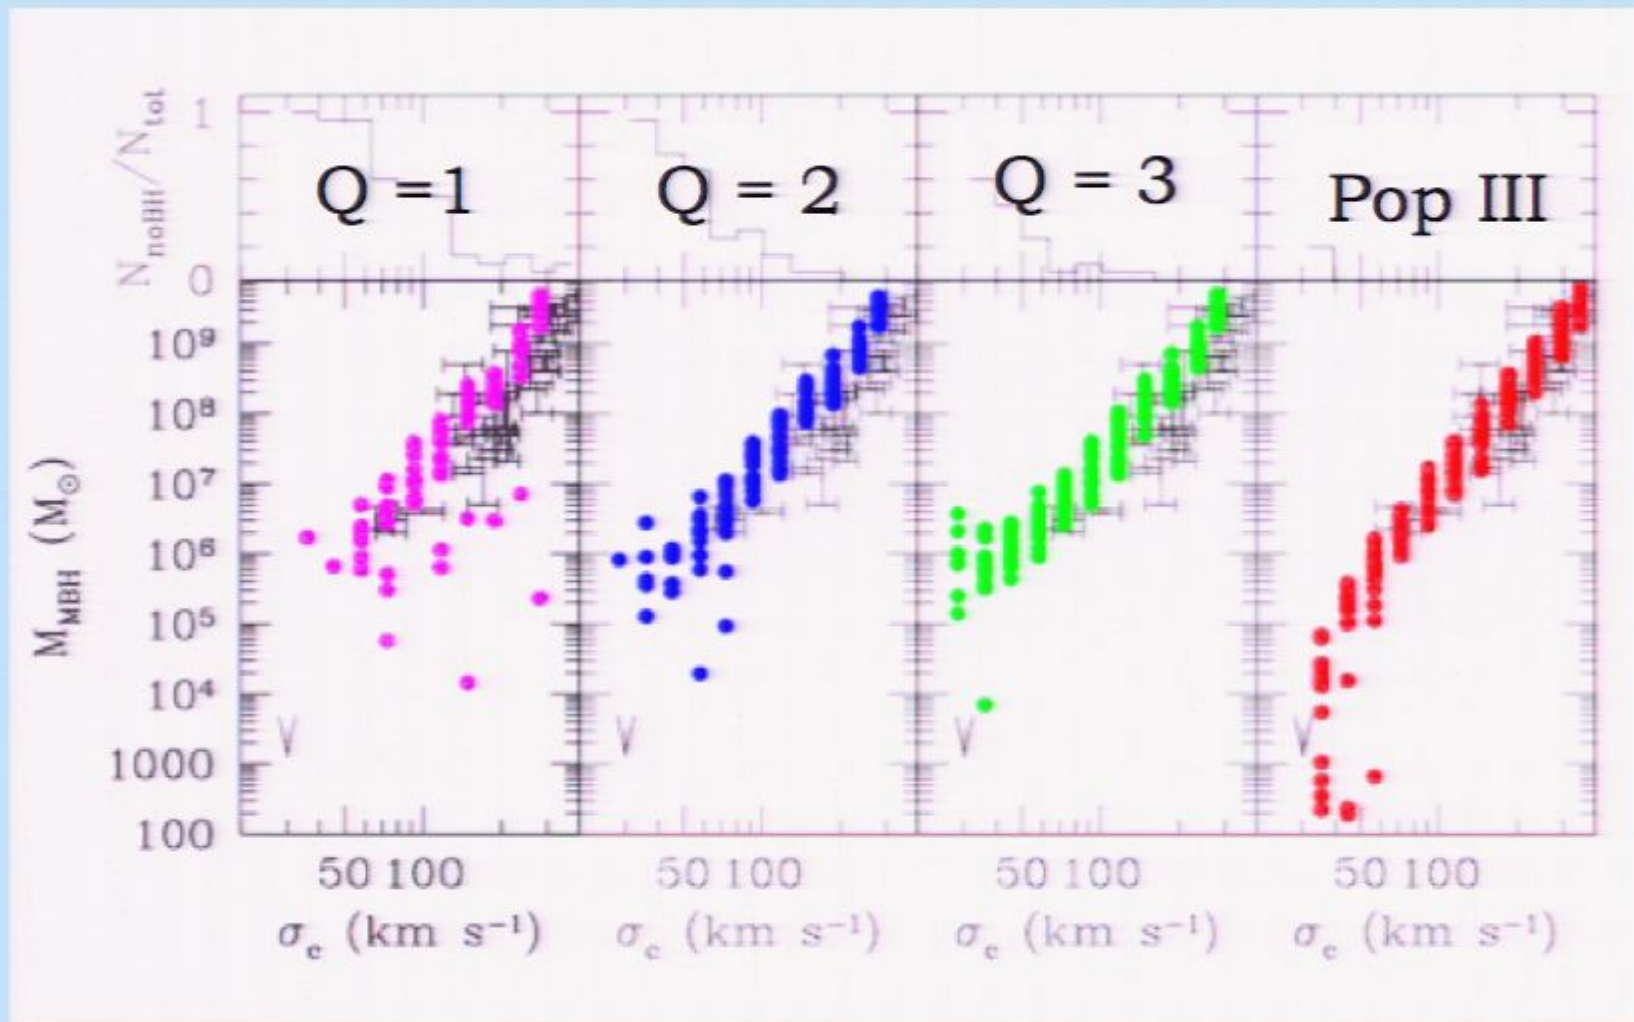 N_noBH/N_tot
1
0
Q =1
Q = 2
Q = 3
Pop III
M_MBH (M_⊙)
10⁹
10⁸
10⁷
10⁶
10⁵
10⁴
1000
100
50 100
50 100
50 100
50 100
σ_c (km s⁻¹)
σ_c (km s⁻¹)
σ_c (km s⁻¹)
σ_c (km s⁻¹)